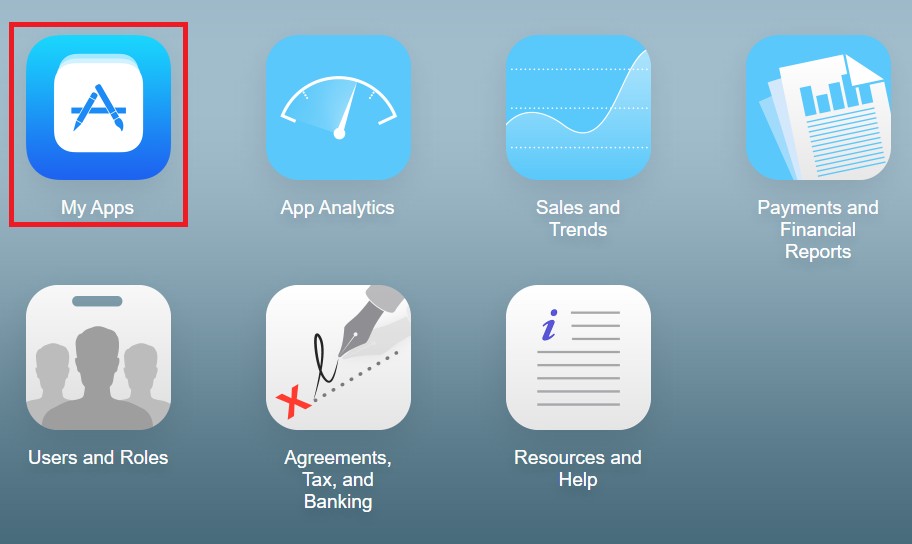 My Apps
App Analytics
Sales and
Trends
Payments and
Financial
Reports
Users and Roles
Agreements,
Tax, and
Banking
Resources and
Help